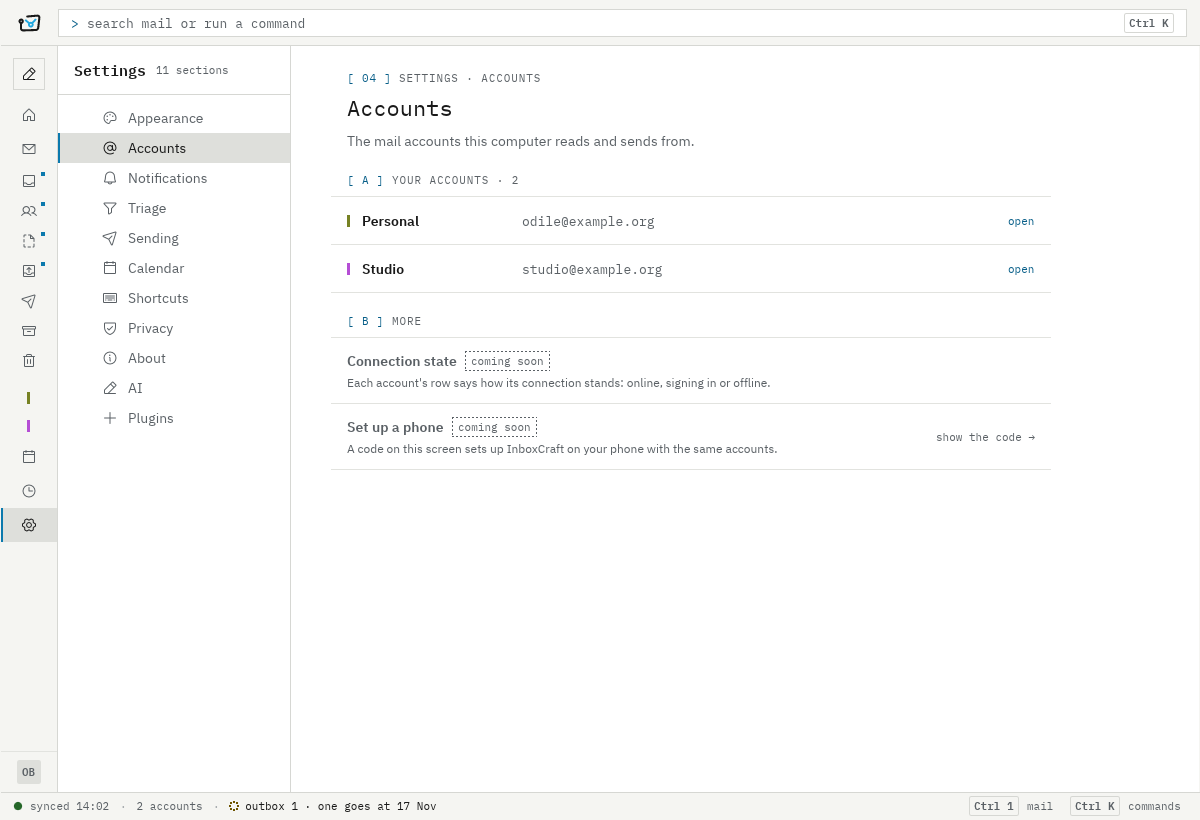 > search mail or run a command Ctrl K
Settings 11 sections
Appearance
Accounts
Notifications
Triage
Sending
Calendar
Shortcuts
Privacy
About
AI
Plugins
[ 04 ] SETTINGS · ACCOUNTS
Accounts
The mail accounts this computer reads and sends from.
[ A ] YOUR ACCOUNTS · 2
Personal odile@example.org open
Studio studio@example.org open
[ B ] MORE
Connection state coming soon
Each account's row says how its connection stands: online, signing in or offline.
Set up a phone coming soon
A code on this screen sets up InboxCraft on your phone with the same accounts.
show the code →
OB
synced 14:02 · 2 accounts · outbox 1 · one goes at 17 Nov Ctrl 1 mail Ctrl K commands